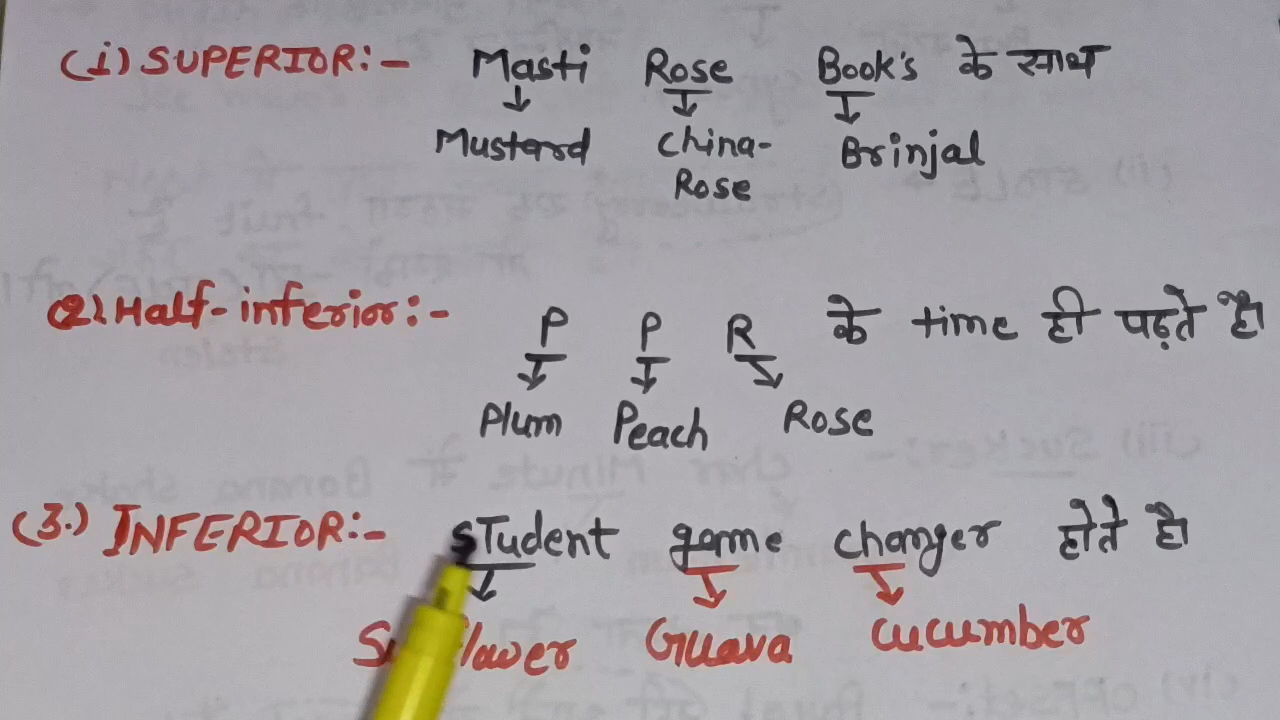 (i) SUPERIOR:- Masti Rose Book's के साथ
Mustard China- Brinjal
Rose
(2). Half-inferior:- P P R के time ही पढ़ते है।
Plum Peach Rose
(3.) INFERIOR:- sTudent game changer होते है।
Guava Cucumber